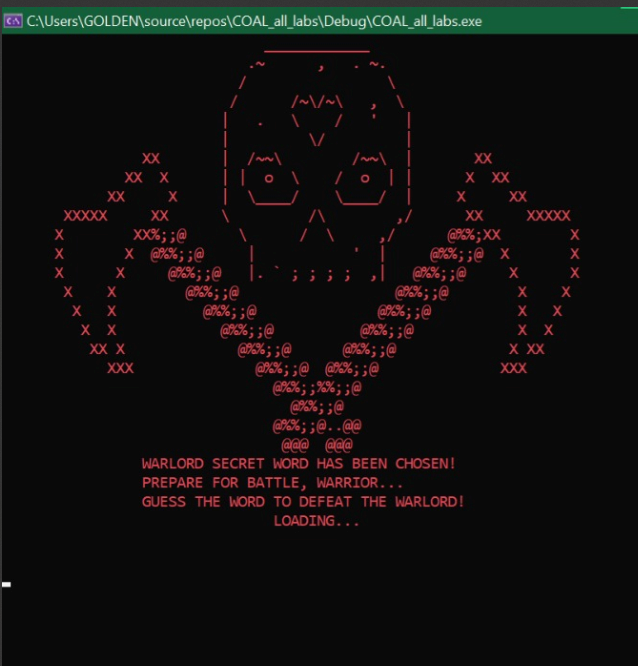 C:\Users\GOLDEN\source\repos\COAL_all_labs\Debug\COAL_all_labs.exe
WARLORD SECRET WORD HAS BEEN CHOSEN!
PREPARE FOR BATTLE, WARRIOR...
GUESS THE WORD TO DEFEAT THE WARLORD!
LOADING...